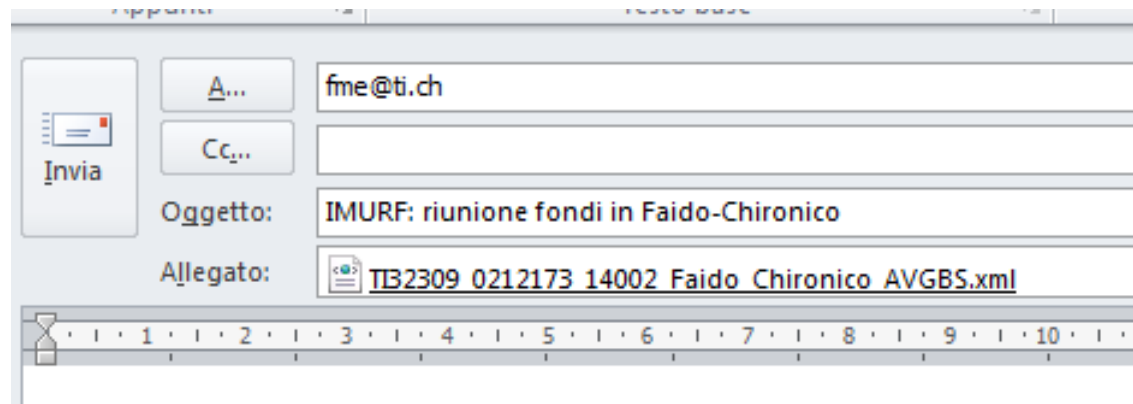 A...
fme@ti.ch
Cc...
Invia
Oggetto:
IMURF: riunione fondi in Faido-Chironico
Allegato:
TI32309_0212173_14002_Faido_Chironico_AVGBS.xml
1 2 3 4 5 6 7 8 9 10